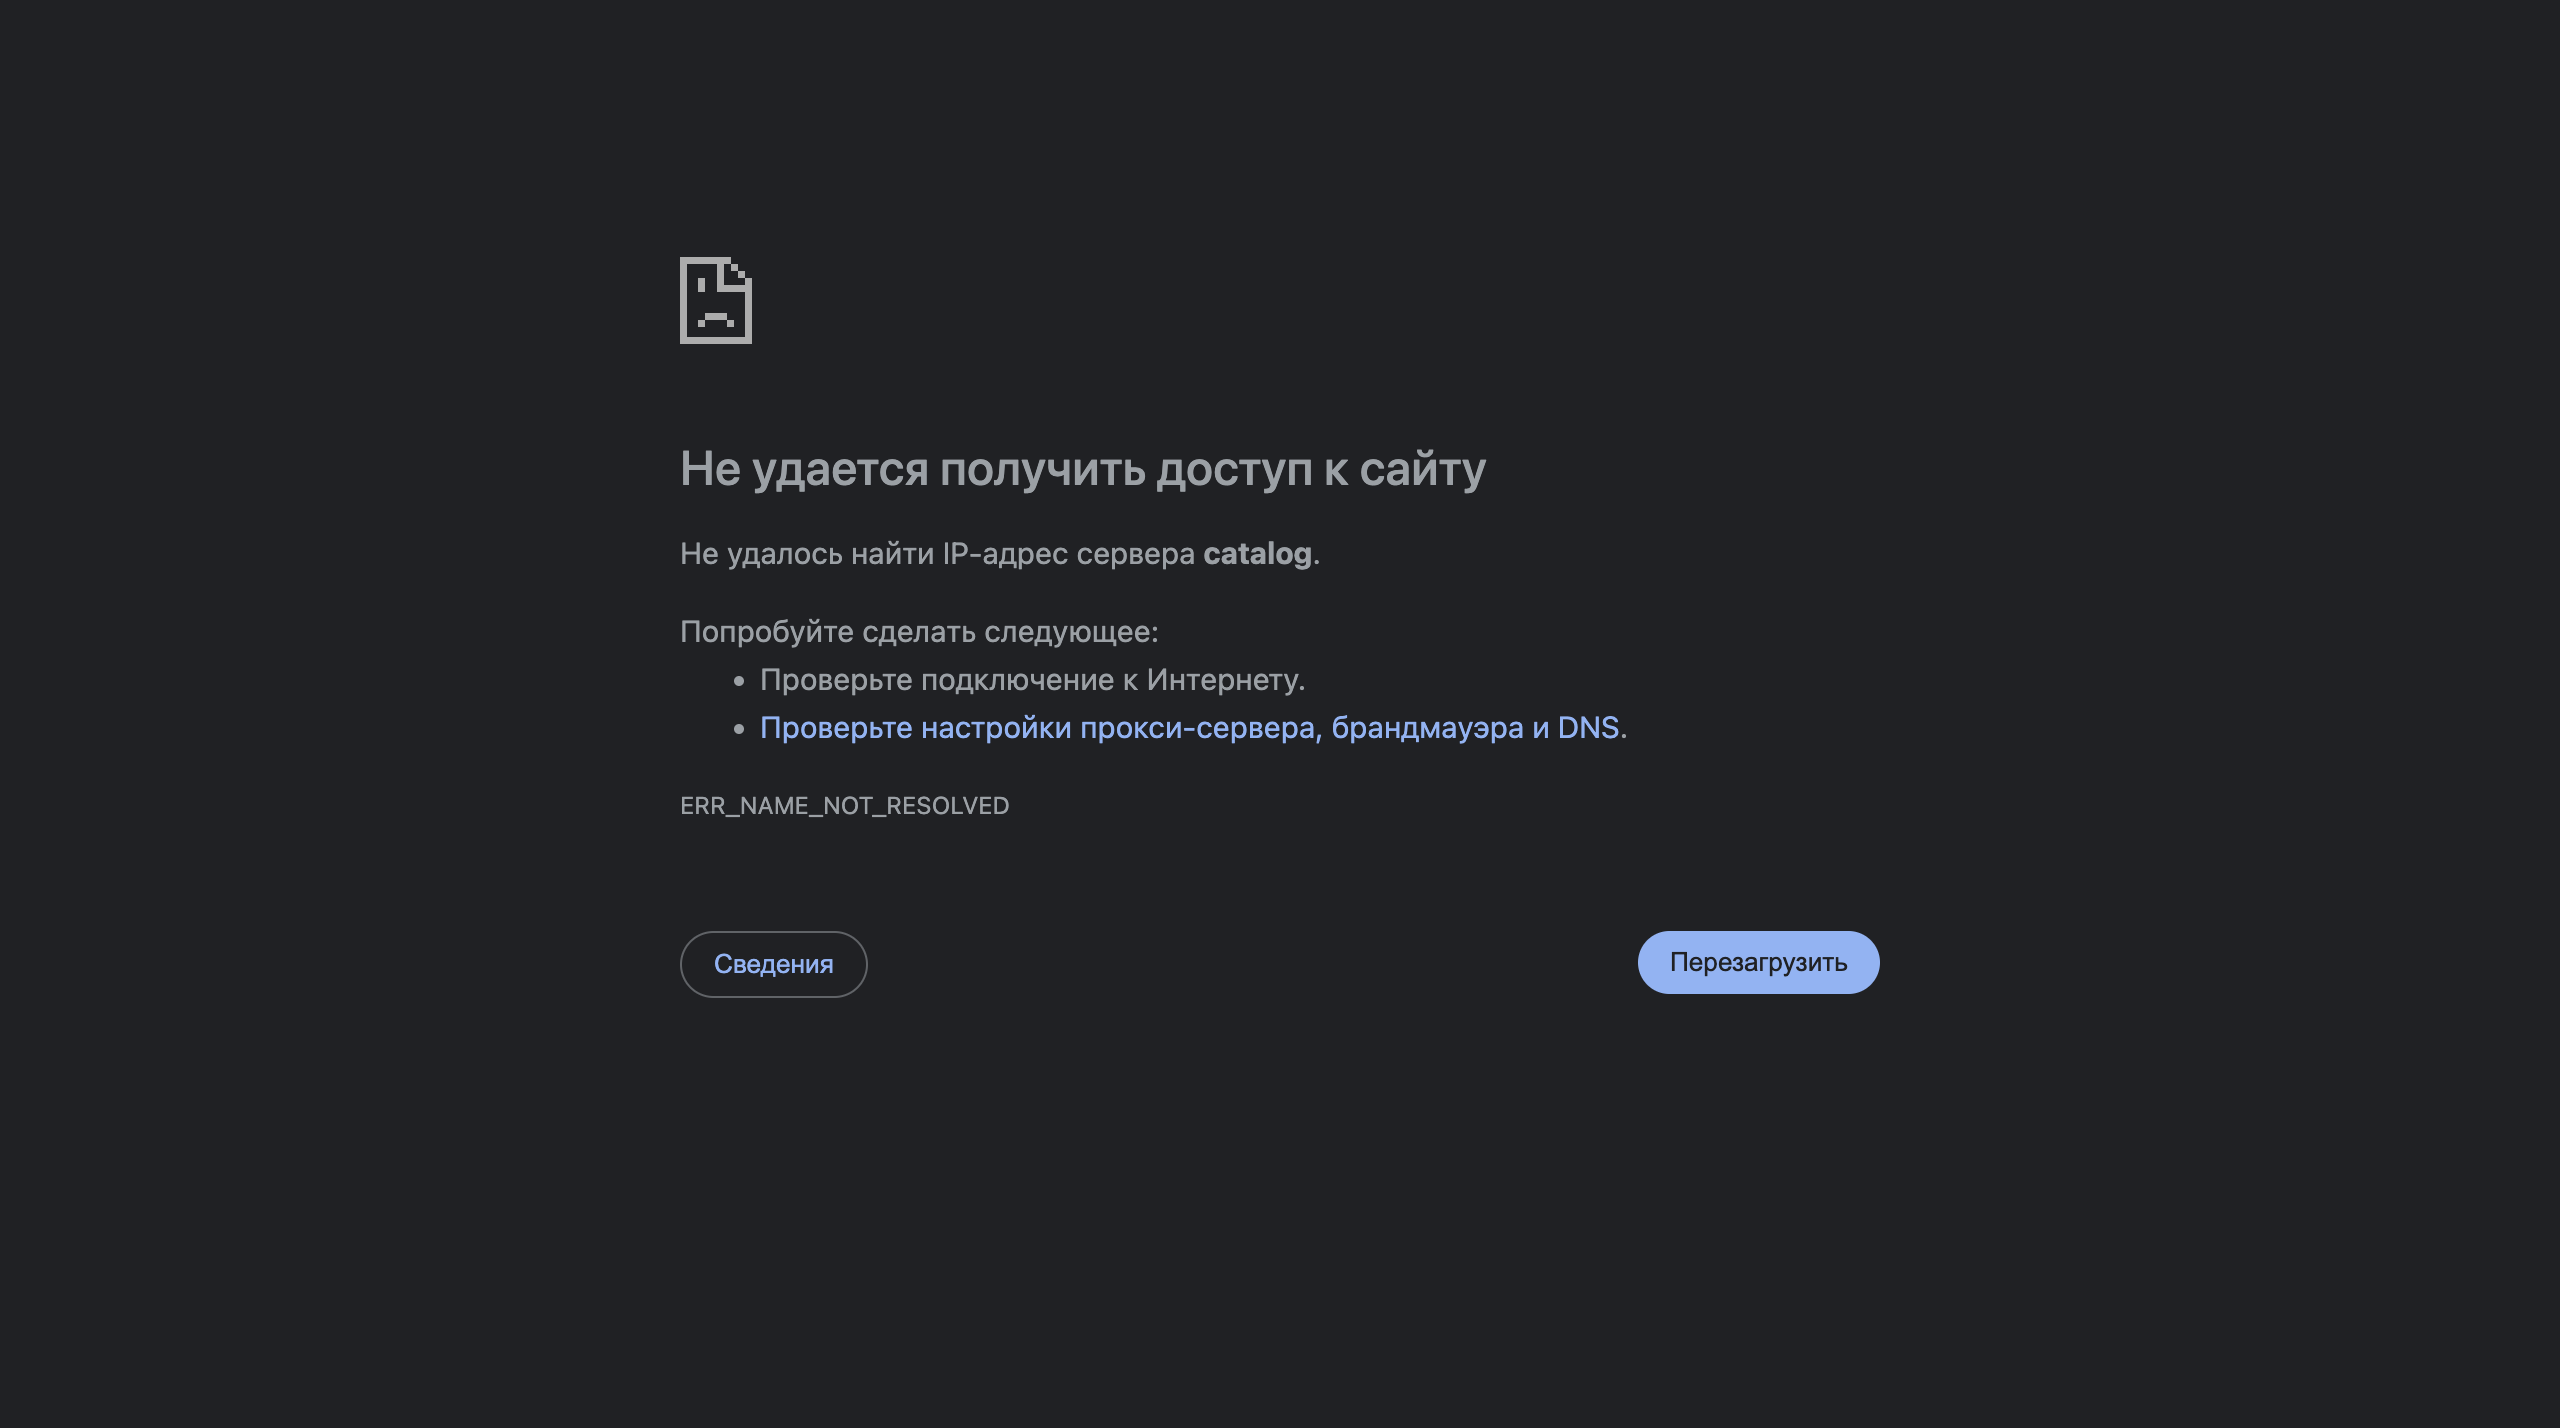 Не удается получить доступ к сайту
Не удалось найти IP-адрес сервера catalog.
Попробуйте сделать следующее:
• Проверьте подключение к Интернету.
• Проверьте настройки прокси-сервера, брандмауэра и DNS.
ERR_NAME_NOT_RESOLVED
Сведения
Перезагрузить